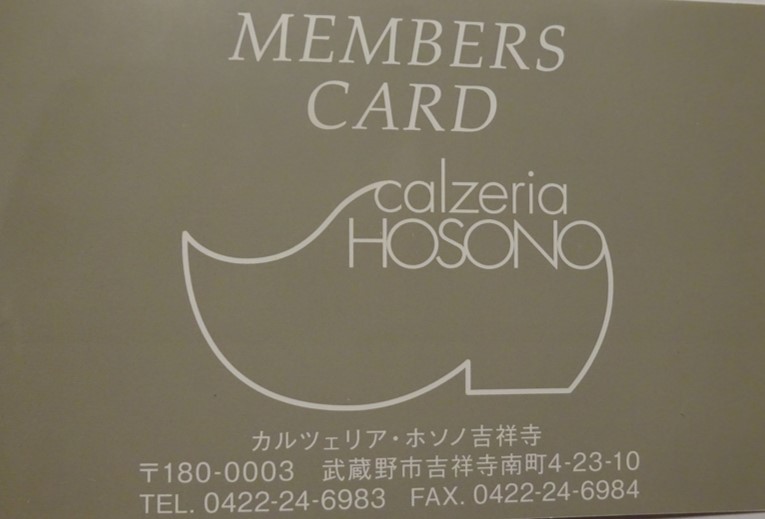 MEMBERS
CARD
calzeria
HOSONO
カルツェリア・ホソノ吉祥寺
〒180-0003 武蔵野市吉祥寺南町4-23-10
TEL. 0422-24-6983 FAX. 0422-24-6984